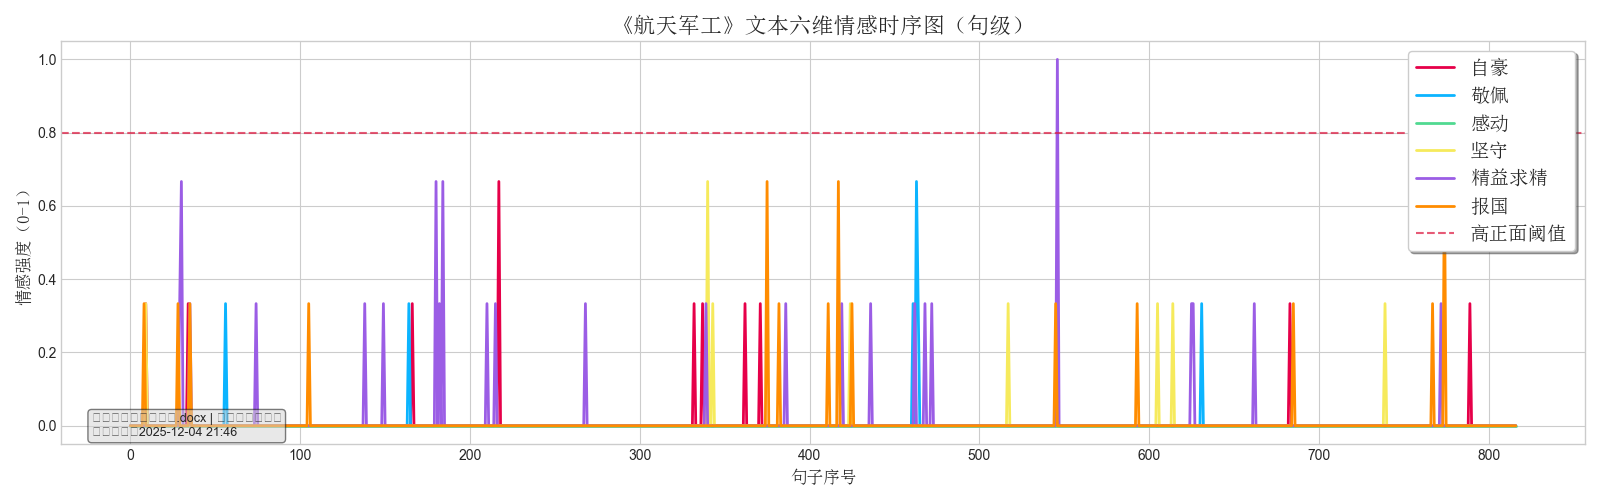 《航天军工》文本六维情感时序图（句级）
情感强度（0-1）
1.0
0.8
0.6
0.4
0.2
0.0
自豪
敬佩
感动
坚守
精益求精
报国
高正面阈值
docx |
2025-12-04 21:46
0 100 200 300 400 500 600 700 800
句子序号